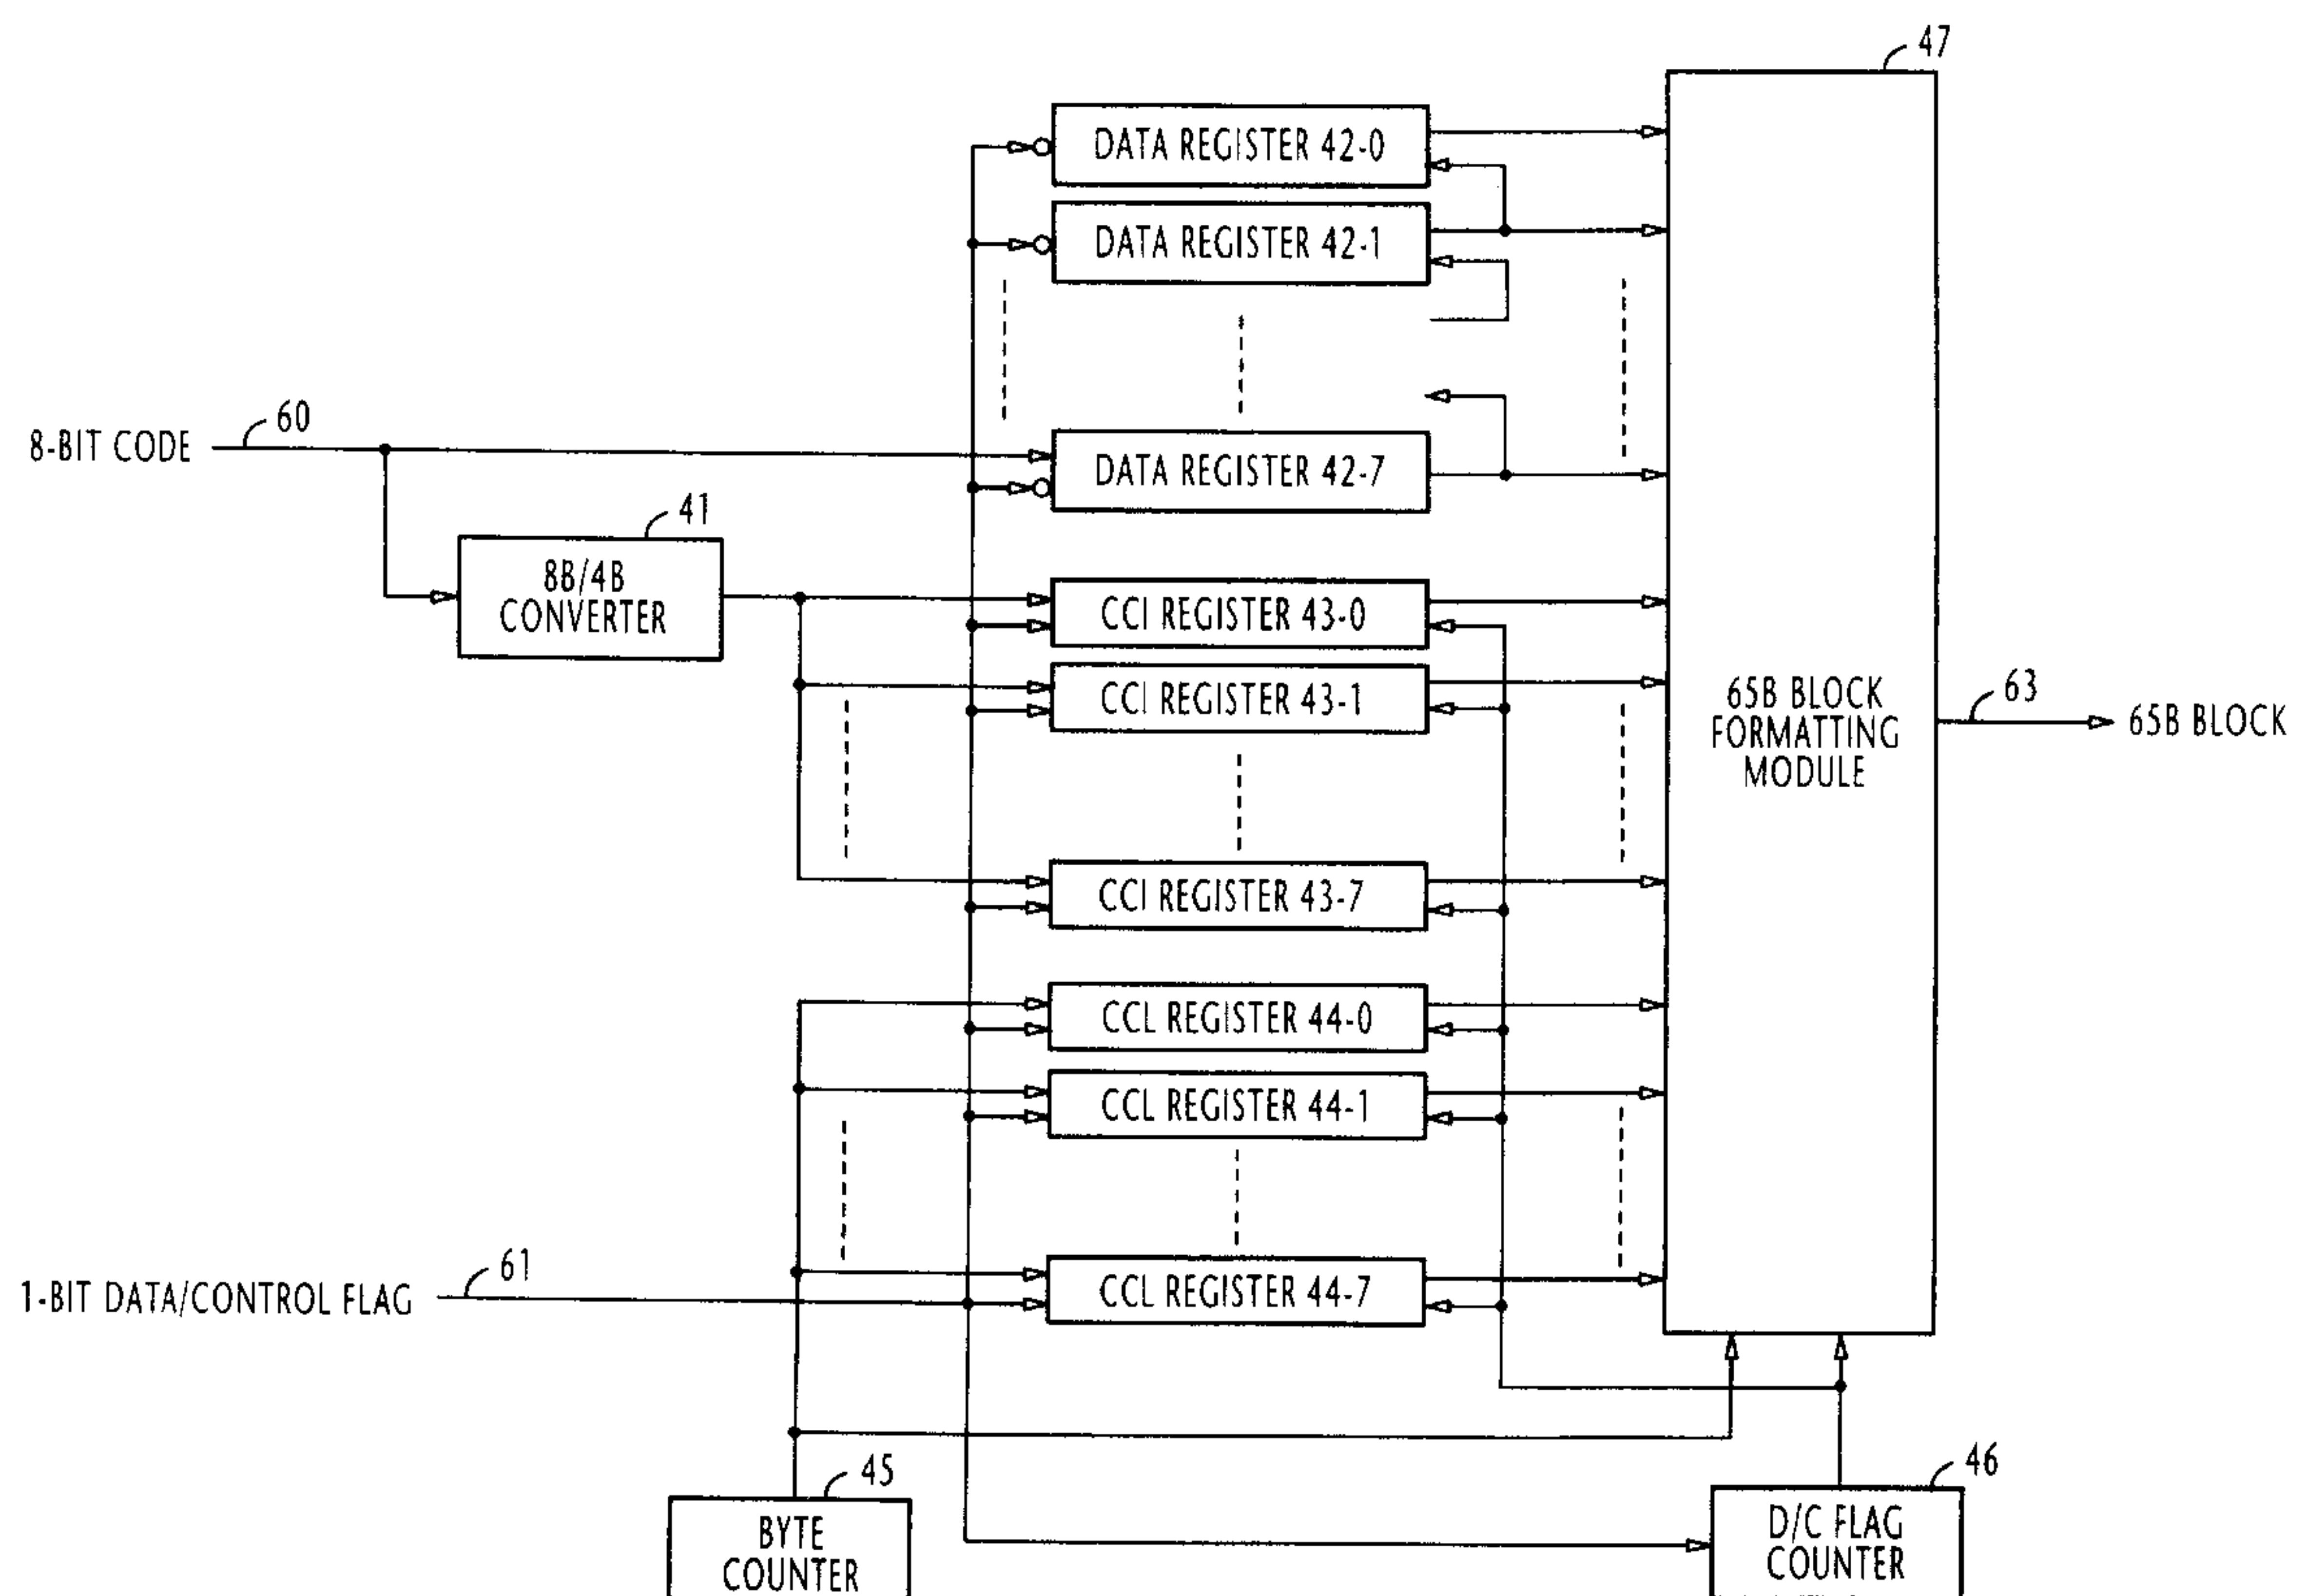 47
DATA REGISTER 42-0
DATA REGISTER 42-1
60
8-BIT CODE
DATA REGISTER 42-7
41
8B/4B
CONVERTER
CCI REGISTER 43-0
CCI REGISTER 43-1
65B BLOCK
FORMATTING
MODULE
63
65B BLOCK
CCI REGISTER 43-7
CCL REGISTER 44-0
CCL REGISTER 44-1
61
1-BIT DATA/CONTROL FLAG
CCL REGISTER 44-7
45
BYTE
COUNTER
46
D/C FLAG
COUNTER